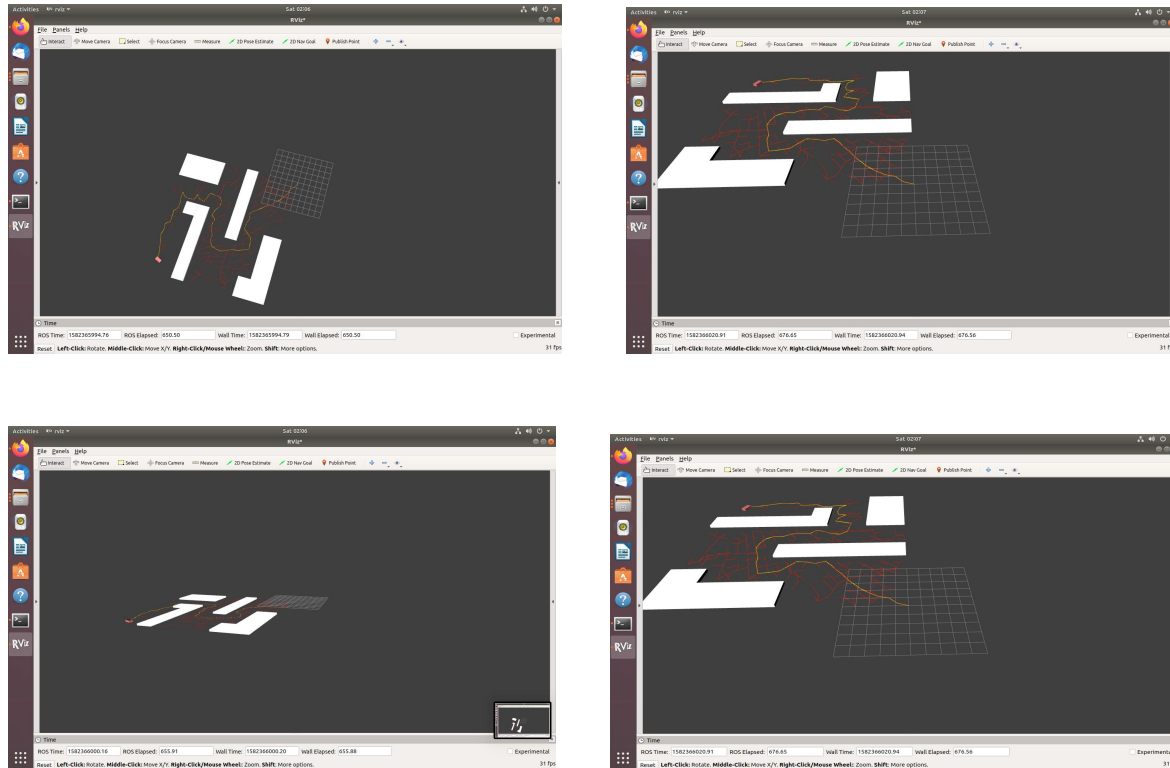 Activities rviz Sat 02:06
RViz*
File Panels Help
Interact Move Camera Select Focus Camera Measure 2D Pose Estimate 2D Nav Goal Publish Point
RViz
Time
ROS Time: 1582365994.76 ROS Elapsed: 650.50 Wall Time: 1582365994.79 Wall Elapsed: 650.50 Experimental
Reset Left-Click: Rotate. Middle-Click: Move X/Y. Right-Click/Mouse Wheel: Zoom. Shift: More options. 31 fps
Activities rviz Sat 02:07
RViz*
File Panels Help
Interact Move Camera Select Focus Camera Measure 2D Pose Estimate 2D Nav Goal Publish Point
RViz
Time
ROS Time: 1582366020.91 ROS Elapsed: 676.65 Wall Time: 1582366020.94 Wall Elapsed: 676.56 Experimental
Reset Left-Click: Rotate. Middle-Click: Move X/Y. Right-Click/Mouse Wheel: Zoom. Shift: More options. 31 f
Activities rviz Sat 02:06
RViz*
File Panels Help
Interact Move Camera Select Focus Camera Measure 2D Pose Estimate 2D Nav Goal Publish Point
RViz
Time
ROS Time: 1582366000.16 ROS Elapsed: 655.91 Wall Time: 1582366000.20 Wall Elapsed: 655.88 Experimental
Reset Left-Click: Rotate. Middle-Click: Move X/Y. Right-Click/Mouse Wheel: Zoom. Shift: More options. 31 fps
Activities rviz Sat 02:07
RViz*
File Panels Help
Interact Move Camera Select Focus Camera Measure 2D Pose Estimate 2D Nav Goal Publish Point
RViz
Time
ROS Time: 1582366020.91 ROS Elapsed: 676.65 Wall Time: 1582366020.94 Wall Elapsed: 676.56 Experimenta
Reset Left-Click: Rotate. Middle-Click: Move X/Y. Right-Click/Mouse Wheel: Zoom. Shift: More options. 31